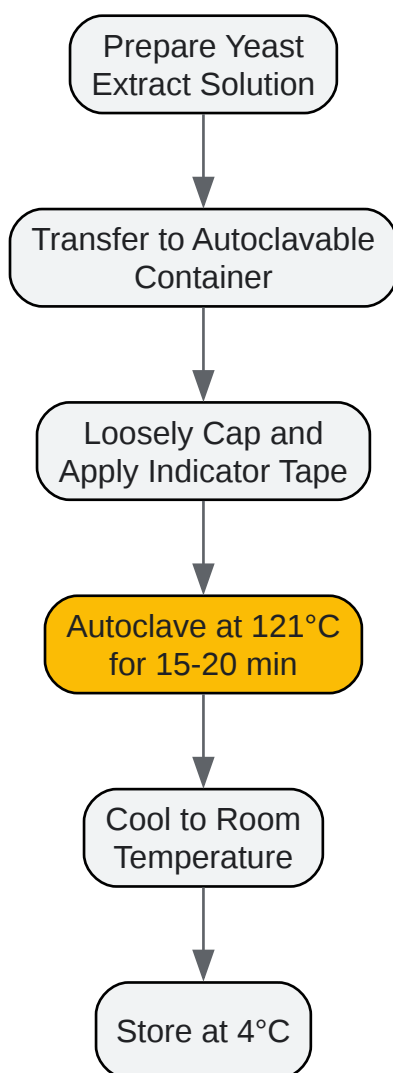 Prepare Yeast
Extract Solution
Transfer to Autoclavable
Container
Loosely Cap and
Apply Indicator Tape
Autoclave at 121°C
for 15-20 min
Cool to Room
Temperature
Store at 4°C